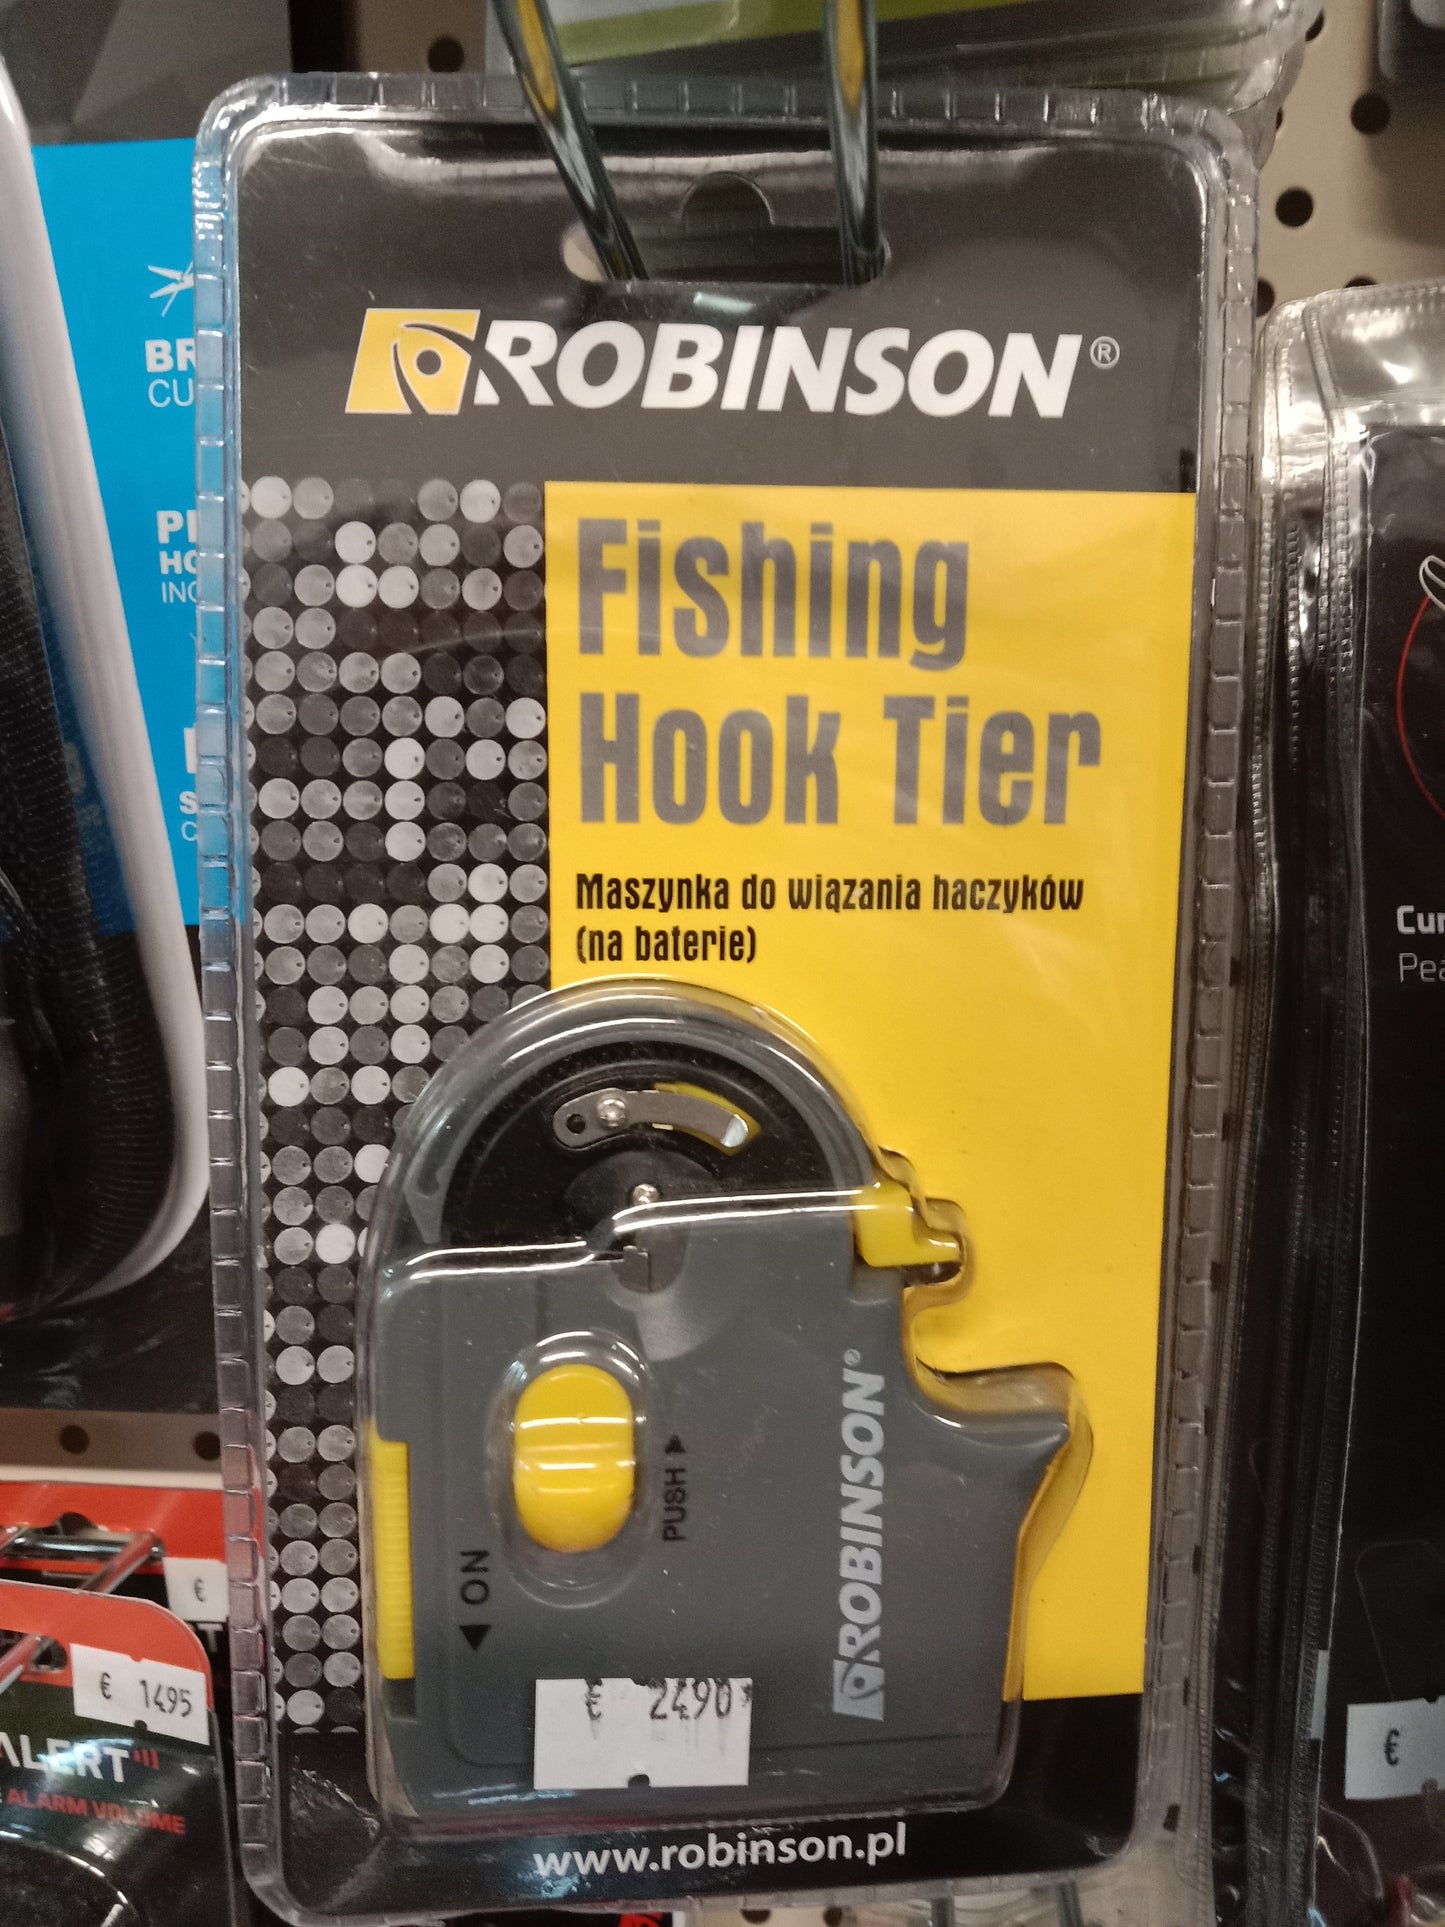 ROBINSON®
Fishing
Hook Tier
Maszynka do wiązania haczyków
(na baterie)
◀ ON
PUSH ▶
ROBINSON®
€ 2490
www.robinson.pl
BR
CU
HO
INC
€
€ 1495
ALERT
ALARM VOLUME
Cur
Pea
€